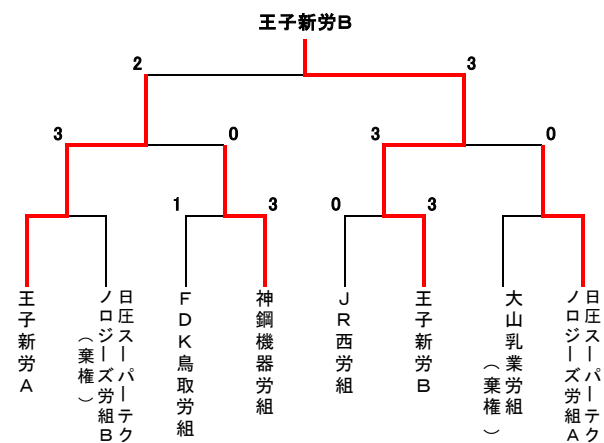 王子新労B
2
3
3
0
3
0
1
3
0
3
王子新労A
日圧スーパーテク
ノロジーズ労組B
（棄権）
FDK鳥取労組
神鋼機器労組
JR西労組
王子新労B
大山乳業労組
（棄権）
日圧スーパーテク
ノロジーズ労組A